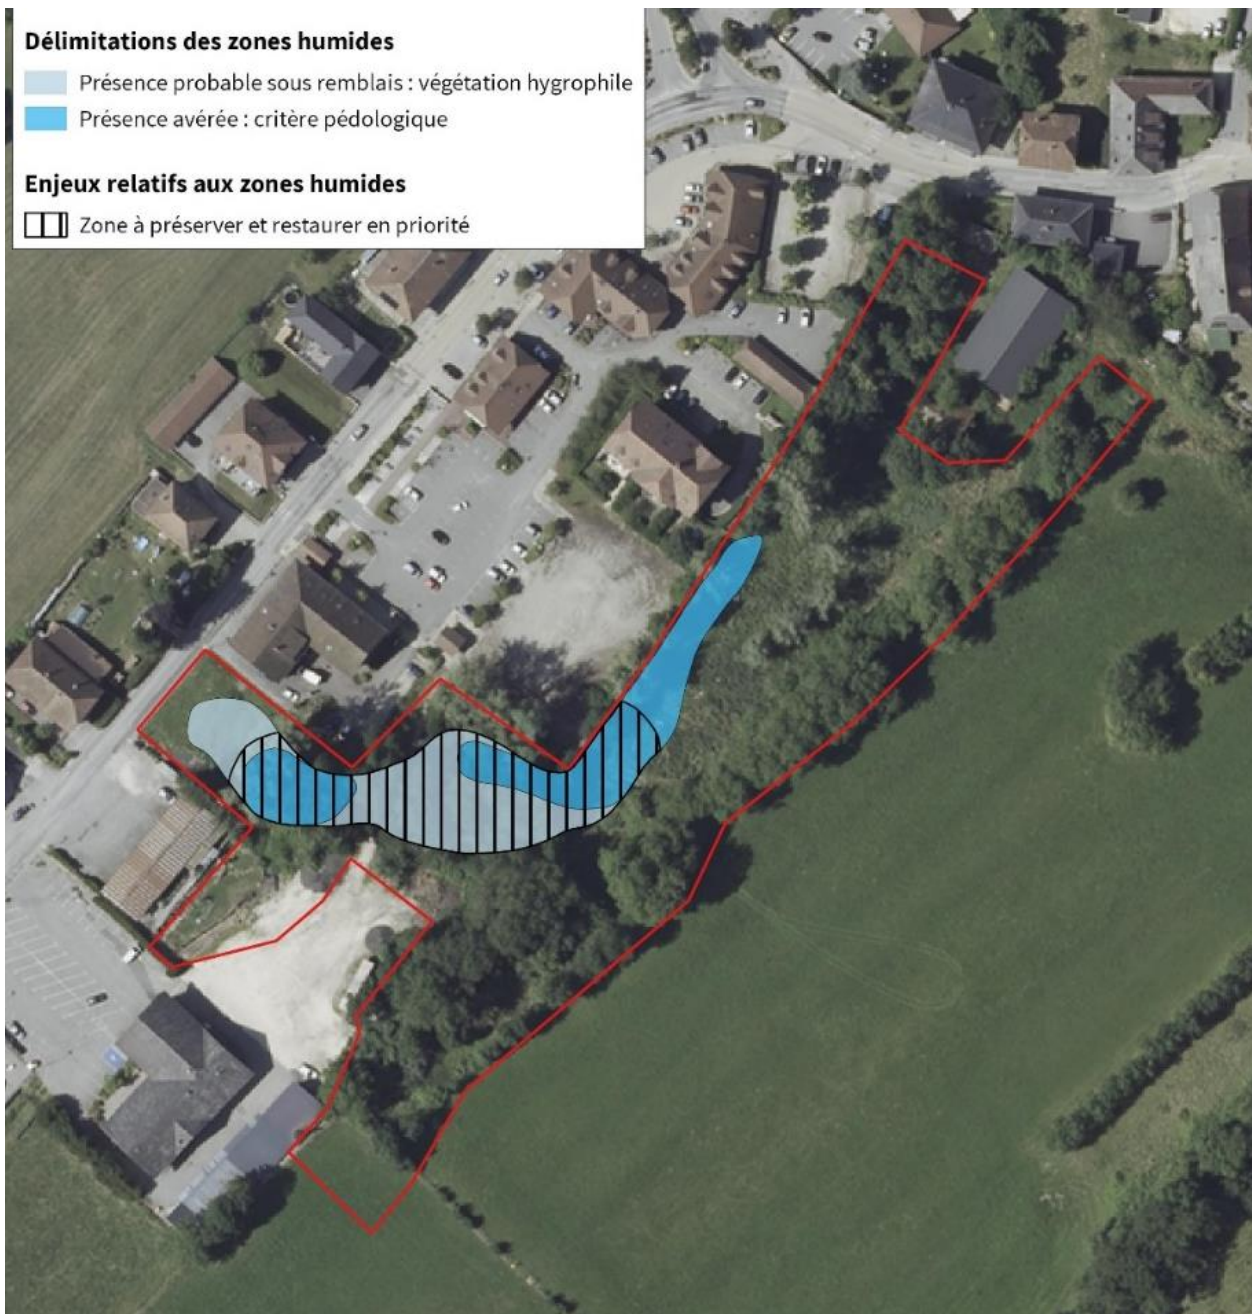 Délimitations des zones humides
Présence probable sous remblais : végétation hygrophile
Présence avérée : critère pédologique
Enjeux relatifs aux zones humides
Zone à préserver et restaurer en priorité